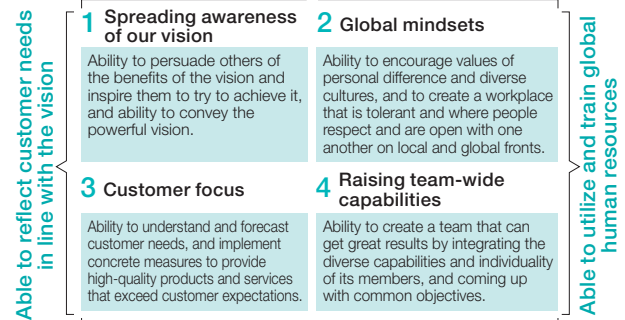 Able to reflect customer needs
in line with the vision
1 Spreading awareness
of our vision
Ability to persuade others of
the benefits of the vision and
inspire them to try to achieve it,
and ability to convey the
powerful vision.
2 Global mindsets
Ability to encourage values of
personal difference and diverse
cultures, and to create a workplace
that is tolerant and where people
respect and are open with one
another on local and global fronts.
3 Customer focus
Ability to understand and forecast
customer needs, and implement
concrete measures to provide
high-quality products and services
that exceed customer expectations.
4 Raising team-wide
capabilities
Ability to create a team that can
get great results by integrating the
diverse capabilities and individuality
of its members, and coming up
with common objectives.
Able to utilize and train global
human resources